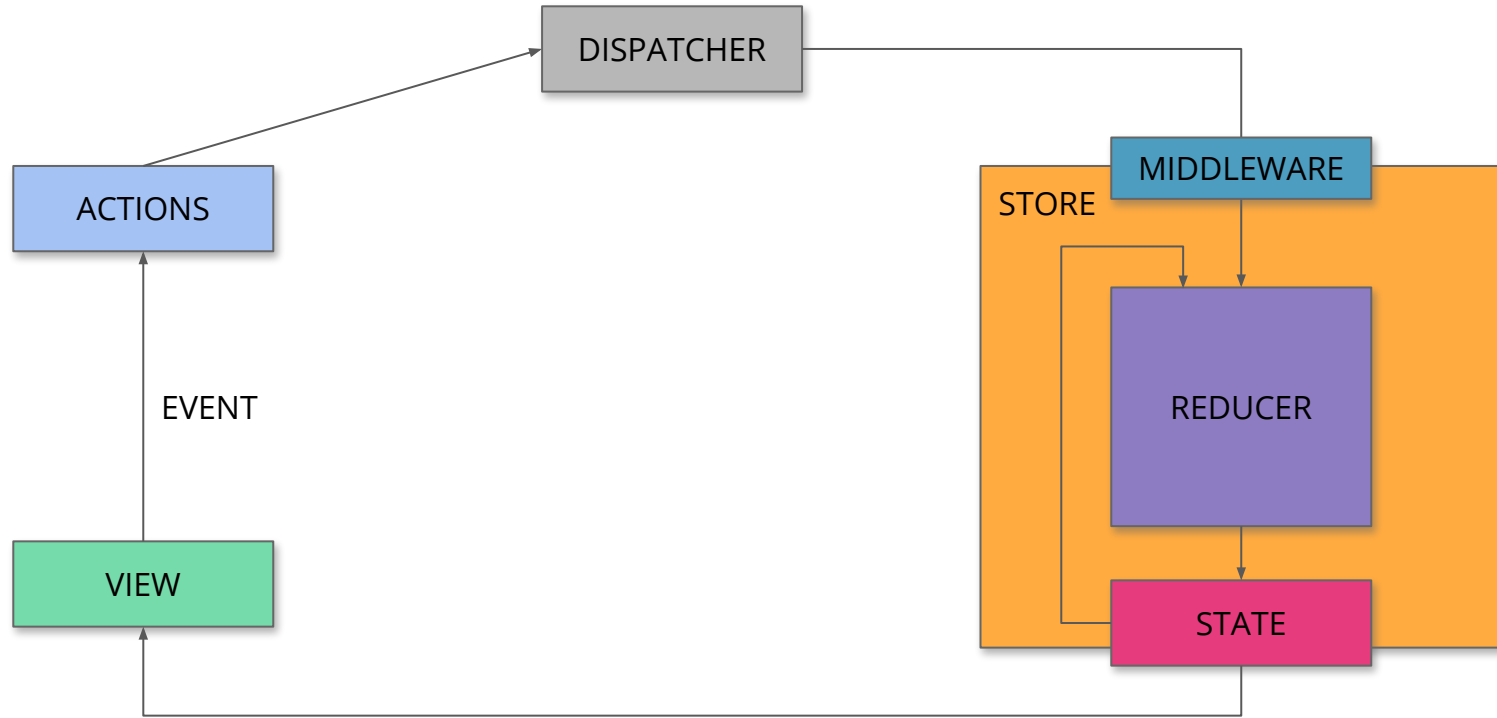 DISPATCHER
MIDDLEWARE
ACTIONS
STORE
EVENT
REDUCER
VIEW
STATE